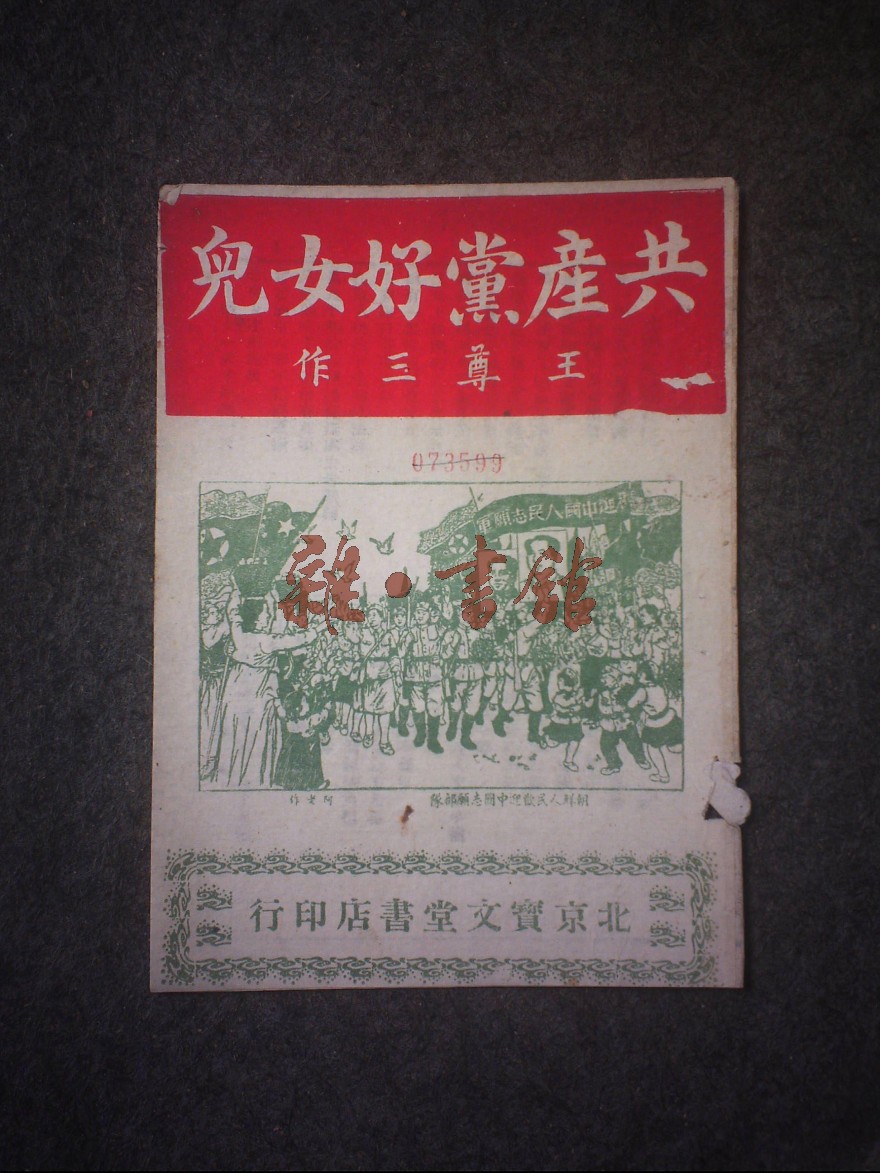 共產黨好女兒
王尊三作
073599
迎中國人民志願軍
雜·書館
朝鮮人民歡迎中國志願部隊 阿老作
北京寶文堂書店印行